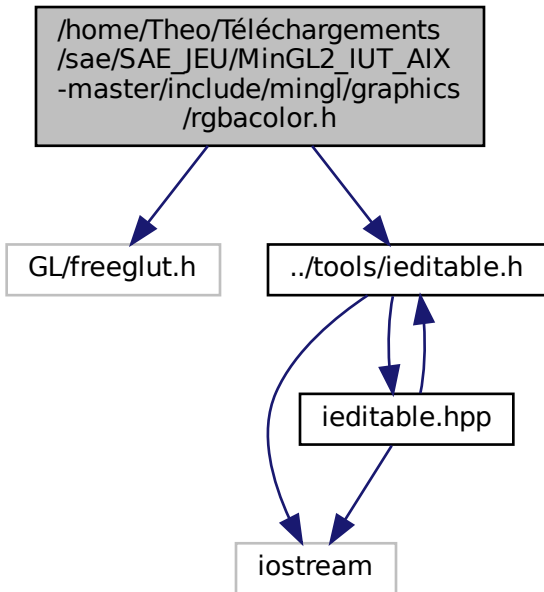 /home/Theo/Téléchargements
/sae/SAE_JEU/MinGL2_IUT_AIX
-master/include/mingl/graphics
/rgbacolor.h
GL/freeglut.h
../tools/ieditable.h
ieditable.hpp
iostream